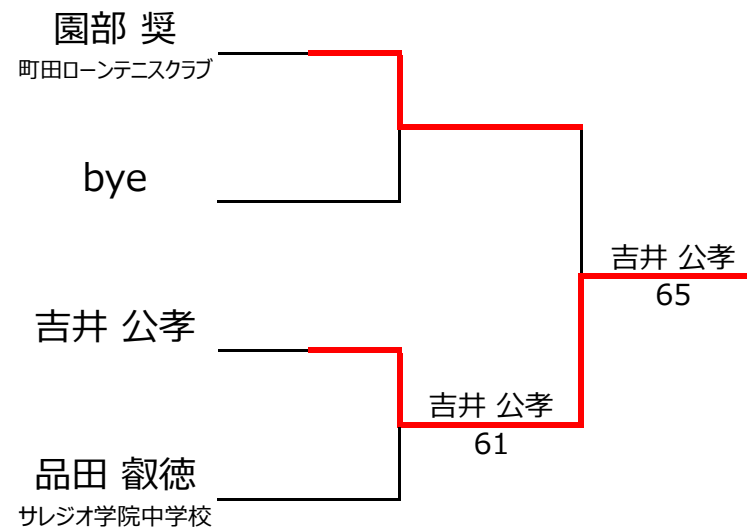 園部 奨
町田ローンテニスクラブ
bye
吉井 公孝
65
吉井 公孝
吉井 公孝
61
品田 叡徳
サレジオ学院中学校